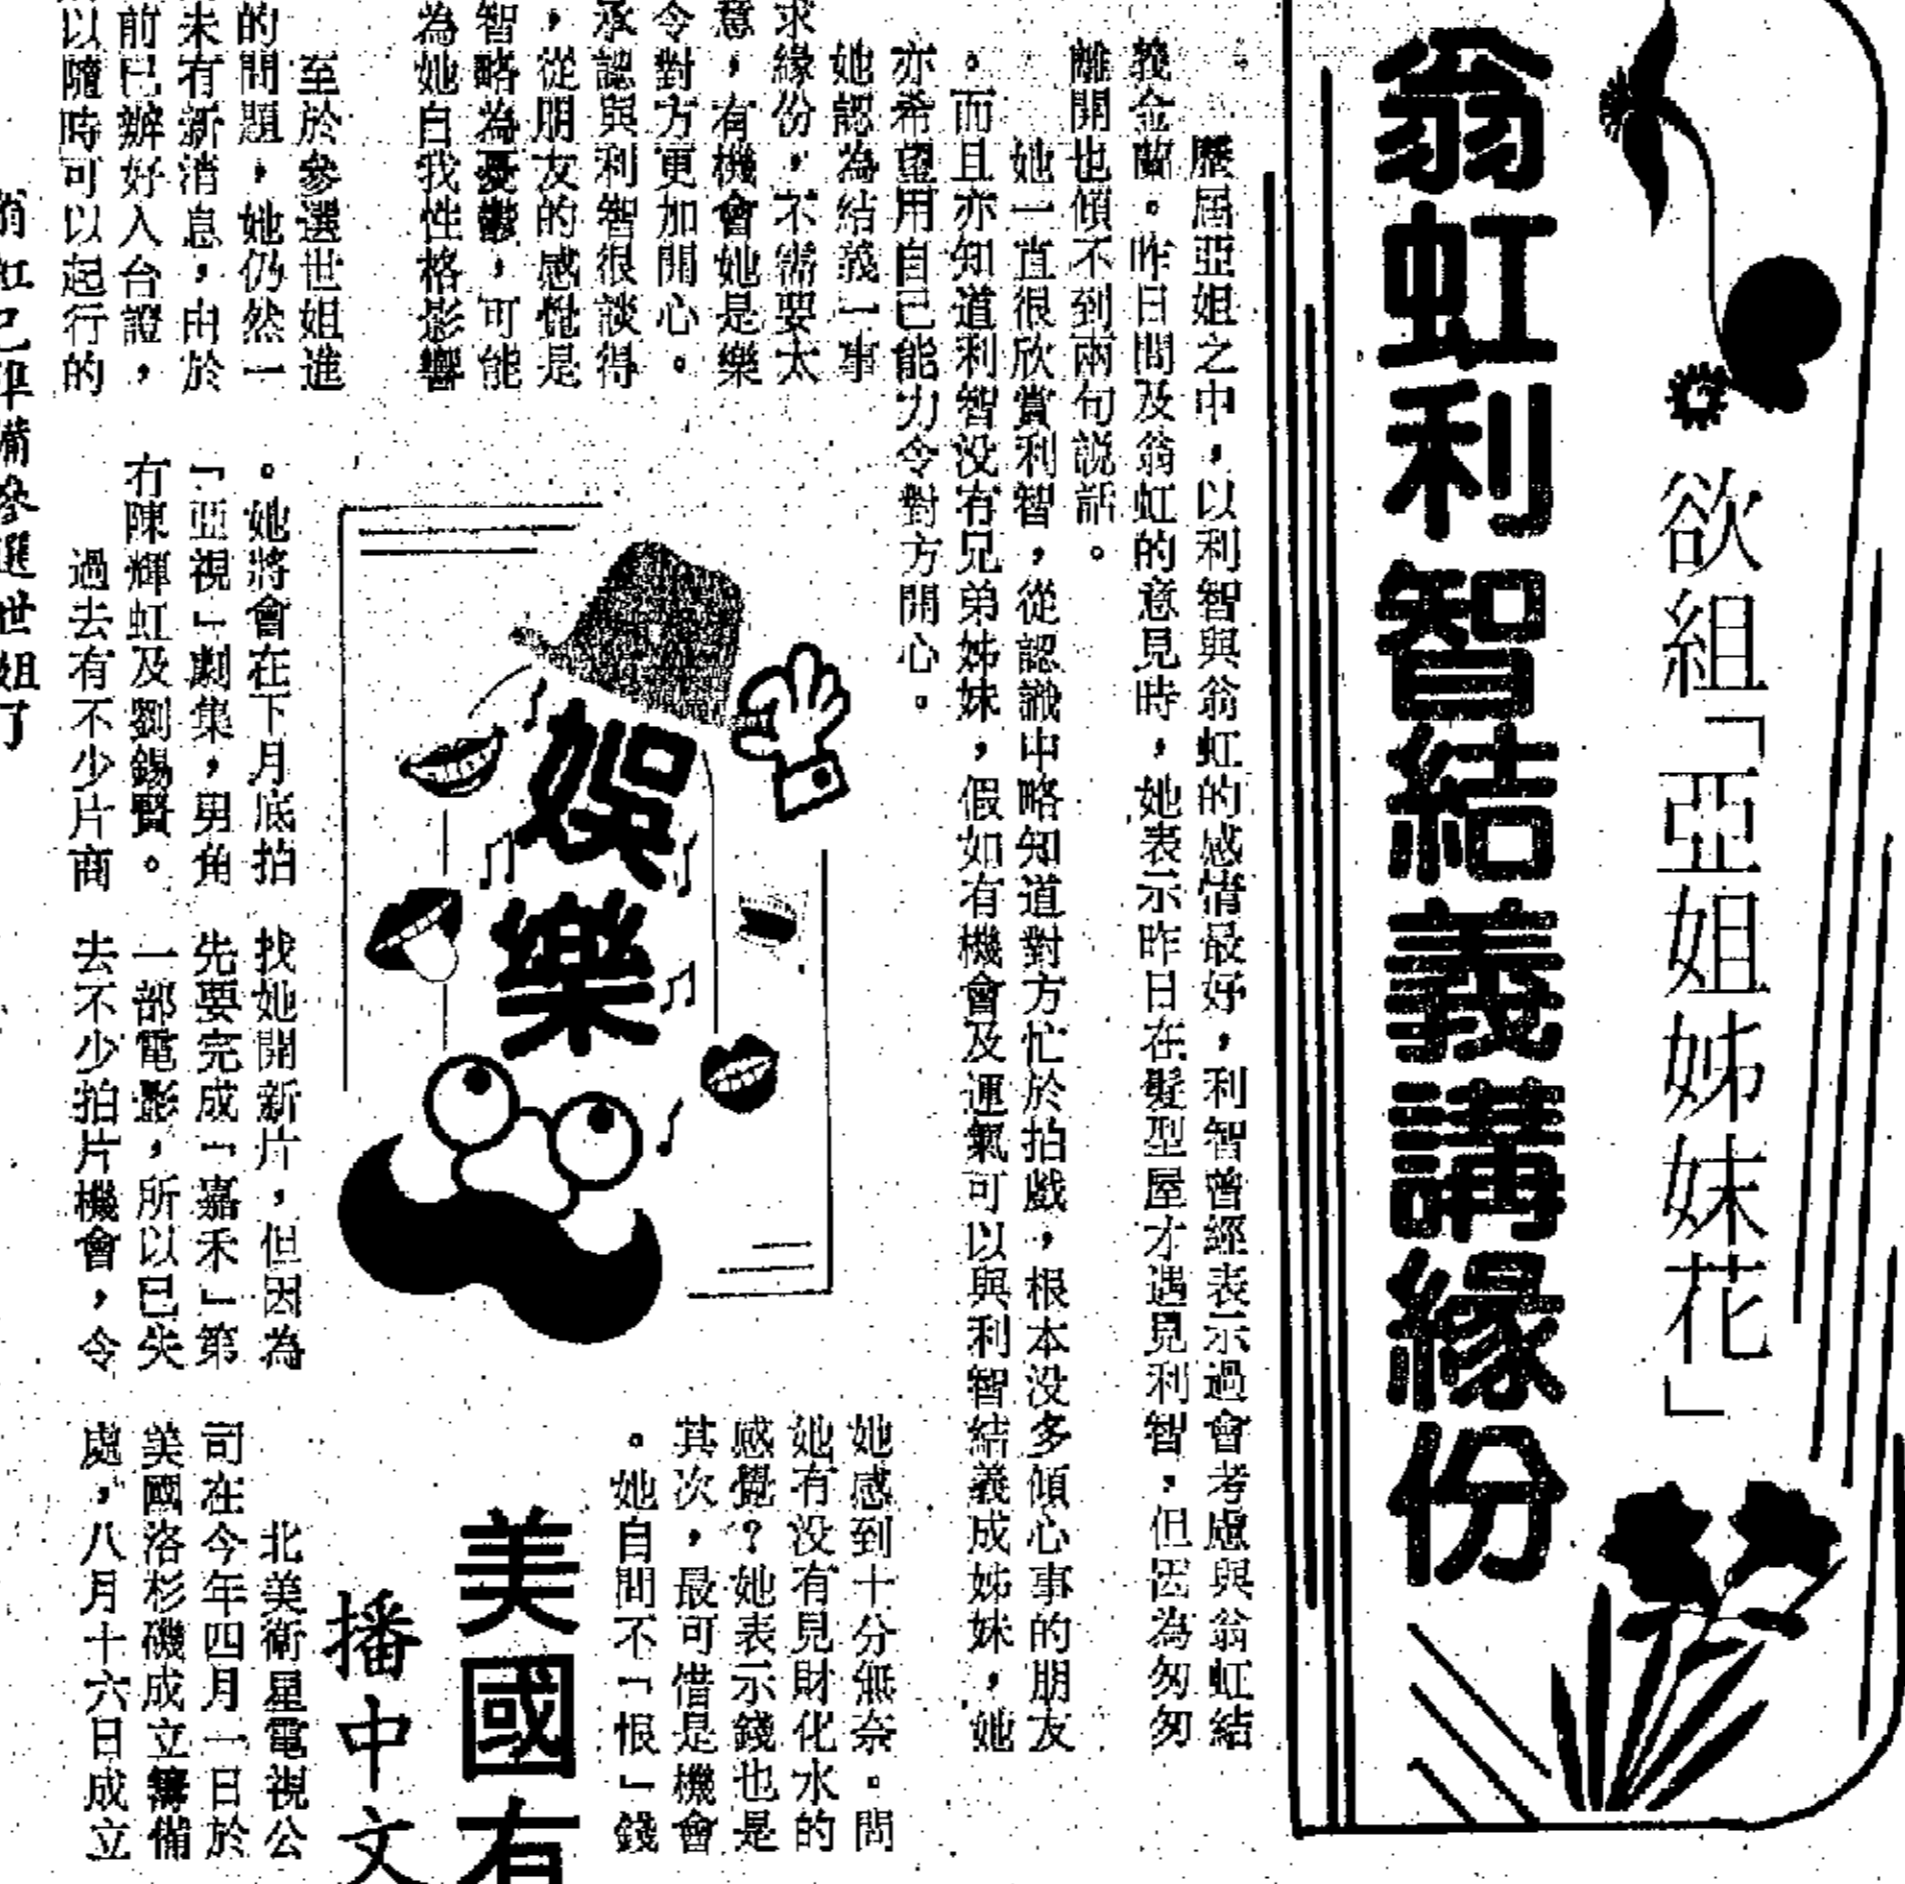 欲組「亞姐姊妹花」
翁虹利智結義講緣份
歷屆亞姐之中，以利智與翁虹的感情最好，利智曾經表示過會考慮與翁虹結
義金蘭。昨日問及翁虹的意見時，她表示昨日在髮型屋才遇見利智，但因為匆匆
離開也傾不到兩句説話。
她一直很欣賞利智，從認識中略知道對方忙於拍戲，根本没多傾心事的朋友
。而且亦知道利智没有兄弟姊妹，假如有機會及運氣可以與利智結義成姊妹，她
亦希望用自己能力令對方開心。
她認為結義一事
求緣份，不需要太
意，有機會她是樂
令對方更加開心。
承認與利智很談得
，從朋友的感覺是
智略為憂鬱，可能
為她自我性格影響
至於參選世姐進
的問題，她仍然一
未有新消息，由於
前已辦好入台證，
以隨時可以起行的
翁虹已準備參選世姐了
娛樂
。她將會在下月底拍
「亞視」劇集，男角
有陳輝虹及劉錫賢。
過去有不少片商
找她開新片，但因為
先要完成「嘉禾」第
一部電影，所以已失
去不少拍片機會，令
她感到十分無奈。問
她有没有見財化水的
感覺？她表示錢也是
其次，最可惜是機會
。她自問不「恨」錢
美國有
播中文
北美衛星電視公
司在今年四月一日於
美國洛杉磯成立籌備
處，八月十六日成立